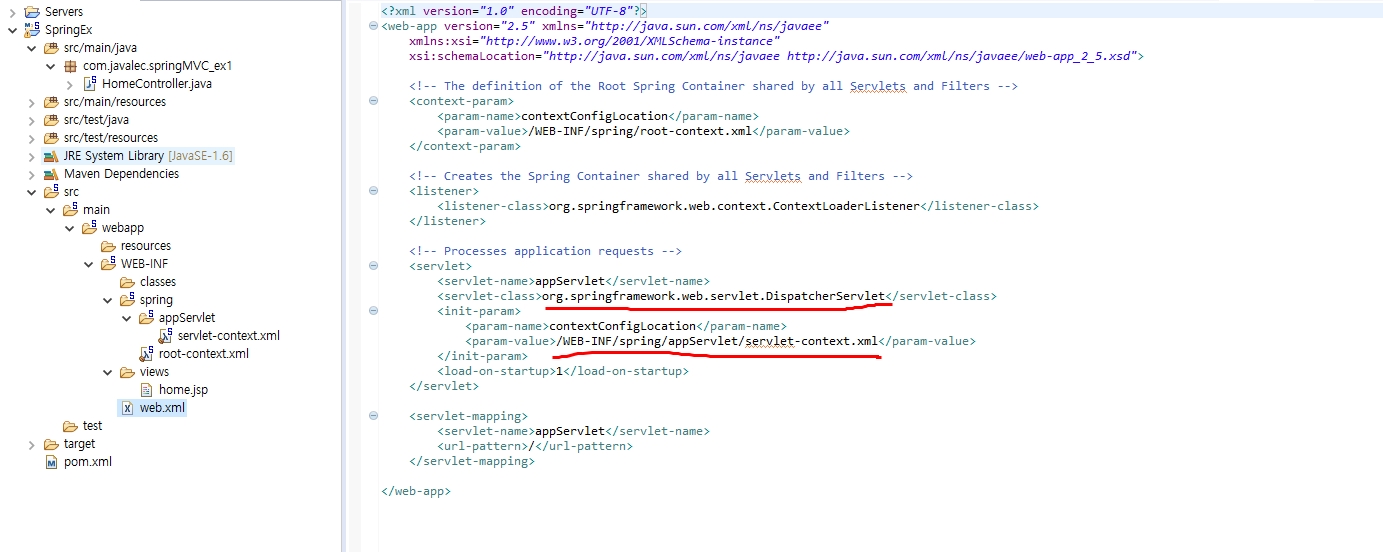 Servers
SpringEx
src/main/java
com.javalec.springMVC_ex1
HomeController.java
src/main/resources
src/test/java
src/test/resources
JRE System Library [JavaSE-1.6]
Maven Dependencies
src
main
webapp
resources
WEB-INF
classes
spring
appServlet
servlet-context.xml
root-context.xml
views
home.jsp
web.xml
test
target
pom.xml
<?xml version="1.0" encoding="UTF-8"?>
<web-app version="2.5" xmlns="http://java.sun.com/xml/ns/javaee"
xmlns:xsi="http://www.w3.org/2001/XMLSchema-instance"
xsi:schemaLocation="http://java.sun.com/xml/ns/javaee http://java.sun.com/xml/ns/javaee/web-app_2_5.xsd">
<!-- The definition of the Root Spring Container shared by all Servlets and Filters -->
<context-param>
<param-name>contextConfigLocation</param-name>
<param-value>/WEB-INF/spring/root-context.xml</param-value>
</context-param>
<!-- Creates the Spring Container shared by all Servlets and Filters -->
<listener>
<listener-class>org.springframework.web.context.ContextLoaderListener</listener-class>
</listener>
<!-- Processes application requests -->
<servlet>
<servlet-name>appServlet</servlet-name>
<servlet-class>org.springframework.web.servlet.DispatcherServlet</servlet-class>
<init-param>
<param-name>contextConfigLocation</param-name>
<param-value>/WEB-INF/spring/appServlet/servlet-context.xml</param-value>
</init-param>
<load-on-startup>1</load-on-startup>
</servlet>
<servlet-mapping>
<servlet-name>appServlet</servlet-name>
<url-pattern>/</url-pattern>
</servlet-mapping>
</web-app>